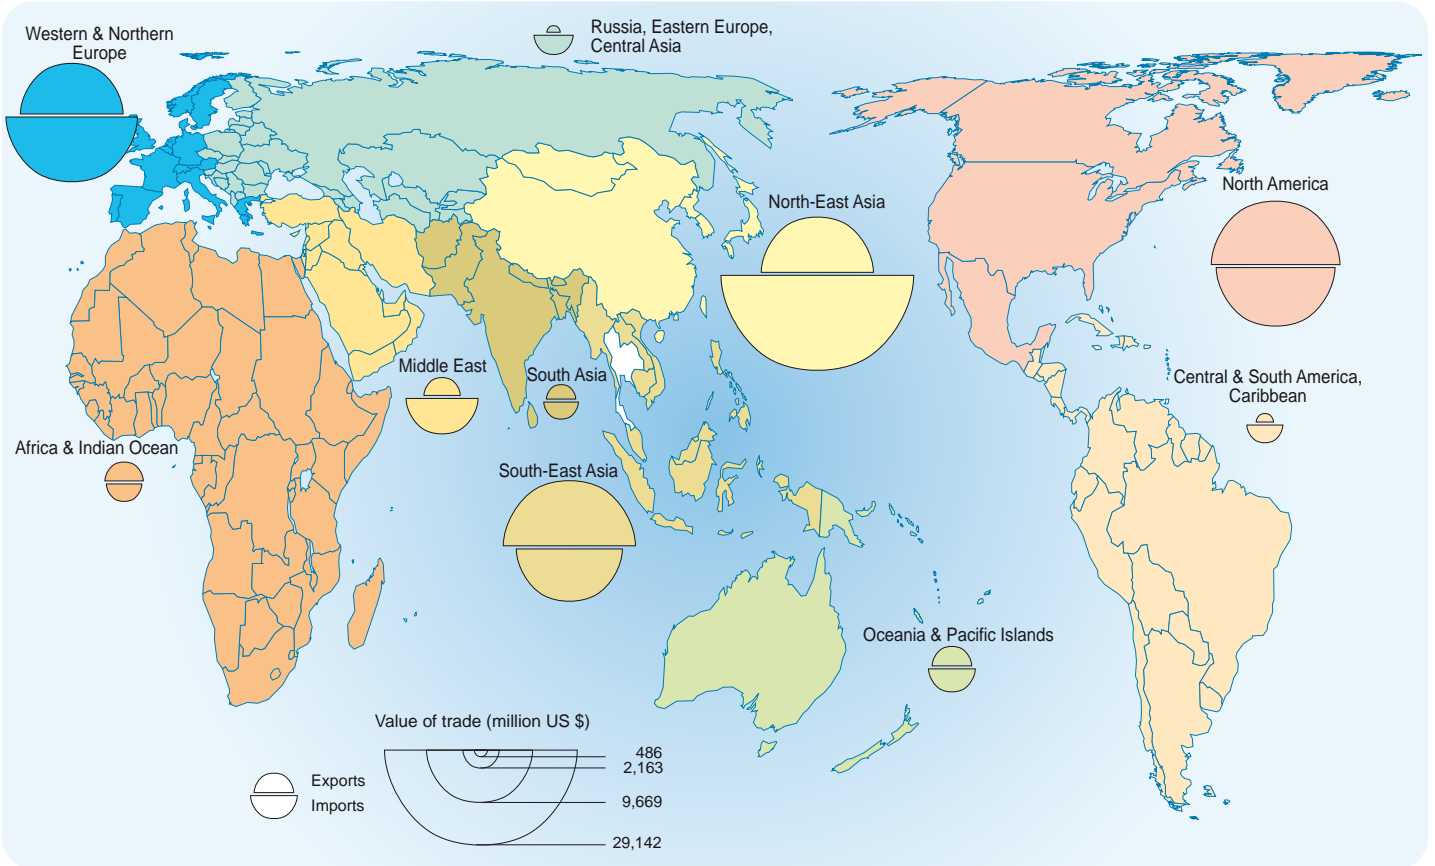 Western & Northern
Europe
Russia, Eastern Europe,
Central Asia
North America
North-East Asia
Middle East
South Asia
Central & South America,
Caribbean
Africa & Indian Ocean
South-East Asia
Oceania & Pacific Islands
Value of trade (million US $)
486
2,163
9,669
29,142
Exports
Imports